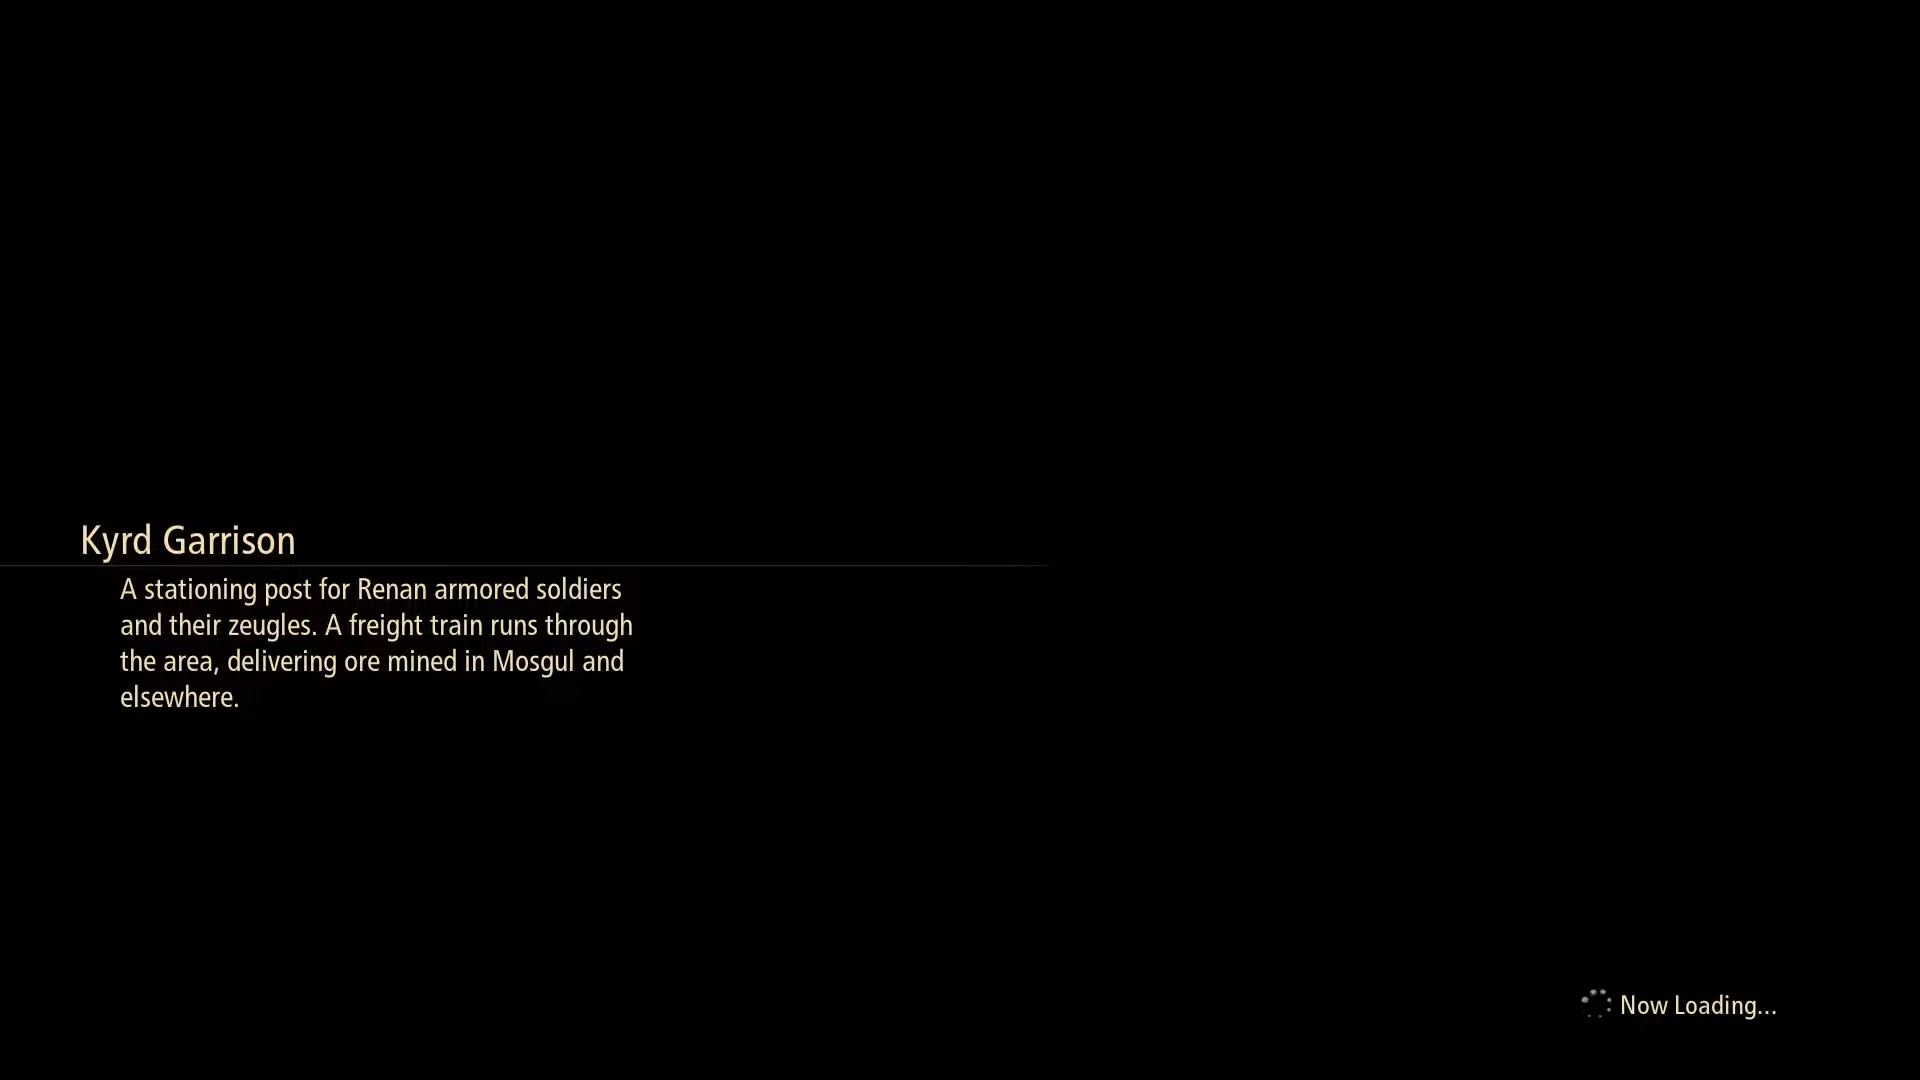 Kyrd Garrison
A stationing post for Renan armored soldiers
and their zeugles. A freight train runs through
the area, delivering ore mined in Mosgul and
elsewhere.
Now Loading...